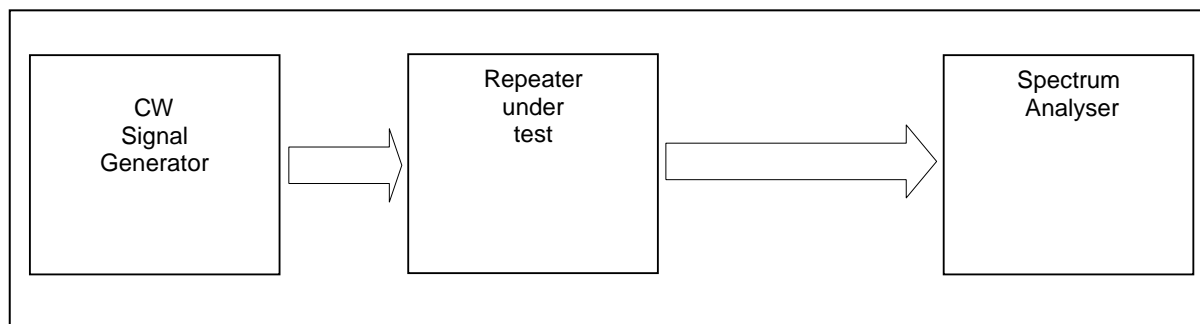 CW
Signal
Generator
Repeater
under
test
Spectrum
Analyser